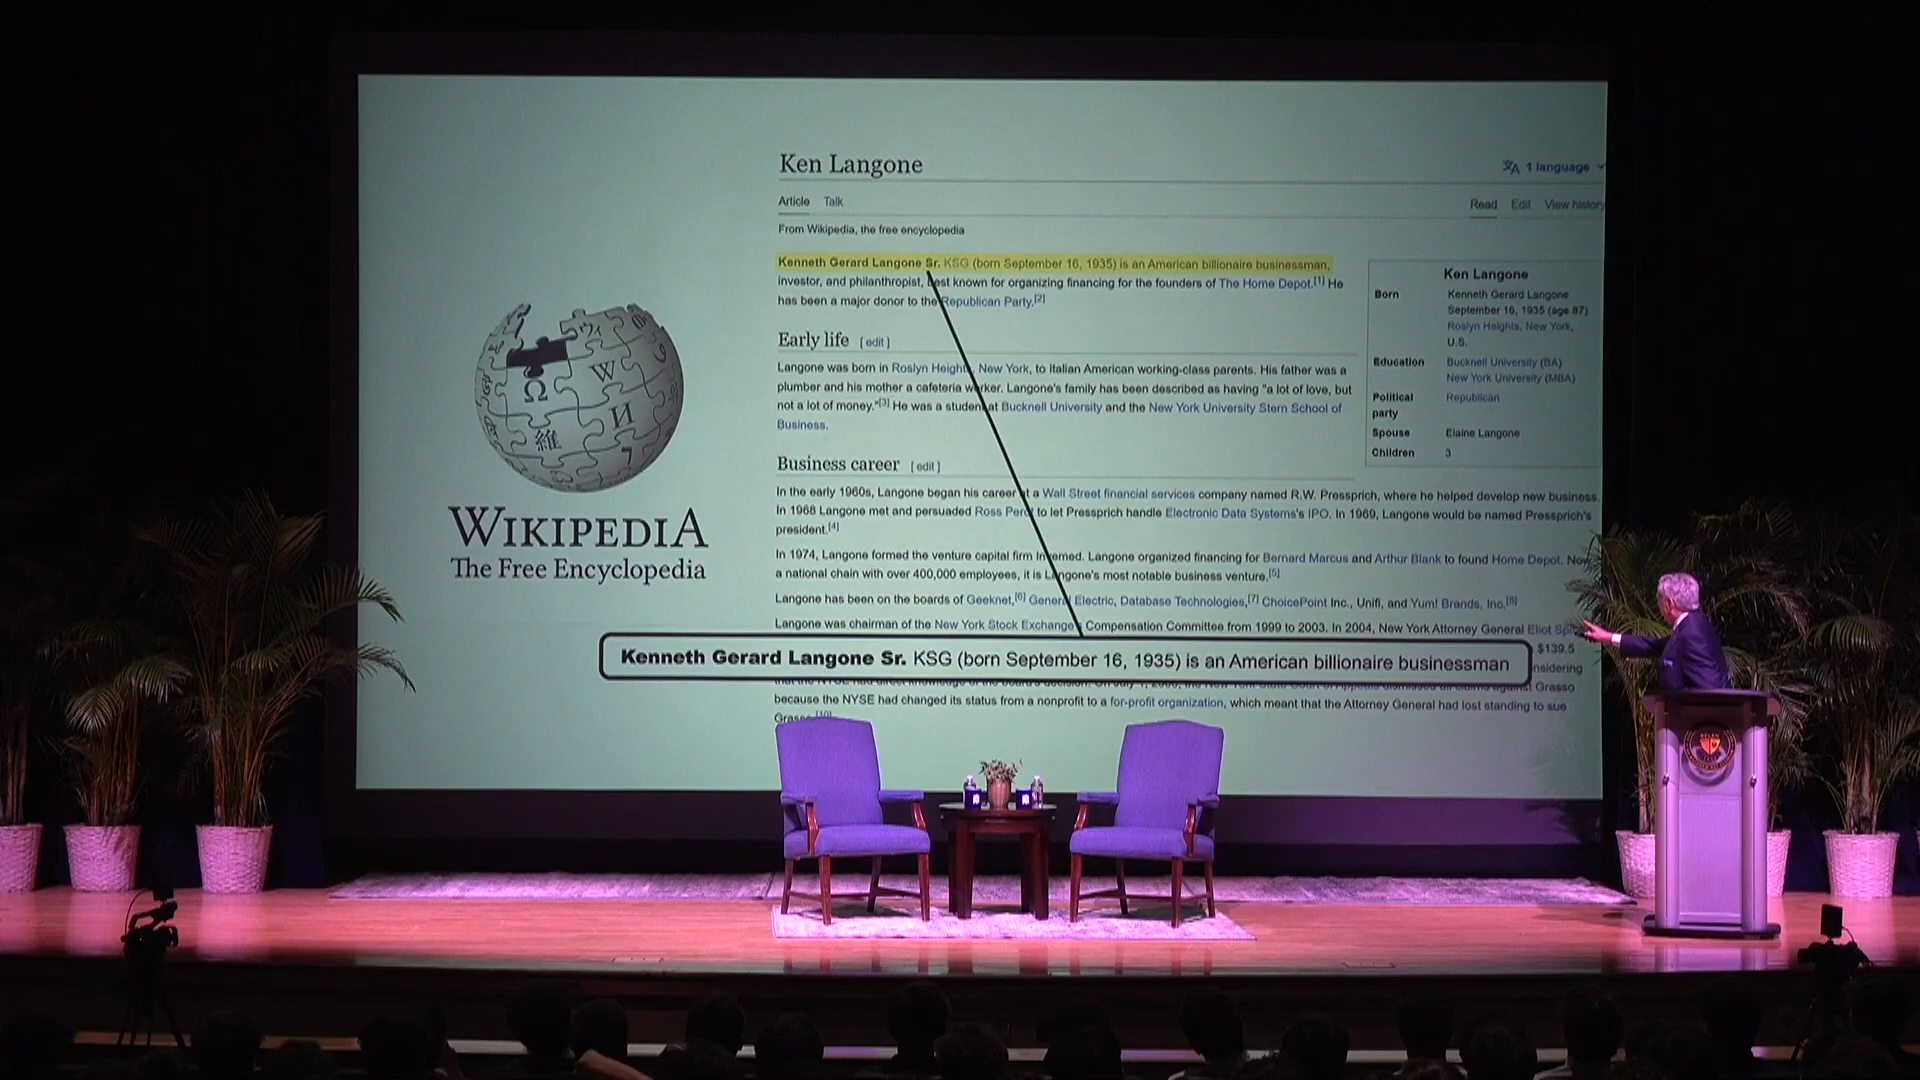 Ken Langone
1 language
Article Talk
Read Edit View history
From Wikipedia, the free encyclopedia
Kenneth Gerard Langone Sr. KSG (born September 16, 1935) is an American billionaire businessman,
investor, and philanthropist, best known for organizing financing for the founders of The Home Depot.[1] He
has been a major donor to the Republican Party.[2]
Ken Langone
Born Kenneth Gerard Langone
September 16, 1935 (age 87)
Roslyn Heights, New York,
U.S.
Education Bucknell University (BA)
New York University (MBA)
Political Republican
party
Spouse Elaine Langone
Children 3
Early life [edit]
Langone was born in Roslyn Heights, New York, to Italian American working-class parents. His father was a
plumber and his mother a cafeteria worker. Langone's family has been described as having "a lot of love, but
not a lot of money."[3] He was a student at Bucknell University and the New York University Stern School of
Business.
Business career [edit]
In the early 1960s, Langone began his career at a Wall Street financial services company named R.W. Pressprich, where he helped develop new business.
In 1968 Langone met and persuaded Ross Perot to let Pressprich handle Electronic Data Systems's IPO. In 1969, Langone would be named Pressprich's
president.[4]
In 1974, Langone formed the venture capital firm Invemed. Langone organized financing for Bernard Marcus and Arthur Blank to found Home Depot. Now
a national chain with over 400,000 employees, it is Langone's most notable business venture.[5]
Langone has been on the boards of Geeknet,[6] General Electric, Database Technologies,[7] ChoicePoint Inc., Unifi, and Yum! Brands, Inc.[8]
Langone was chairman of the New York Stock Exchange's Compensation Committee from 1999 to 2003. In 2004, New York Attorney General Eliot
$139.5
Kenneth Gerard Langone Sr. KSG (born September 16, 1935) is an American billionaire businessman
Grasso
because the NYSE had changed its status from a nonprofit to a for-profit organization, which meant that the Attorney General had lost standing to sue
Grasso.[10]
Ω W И 維 7
WIKIPEDIA
The Free Encyclopedia